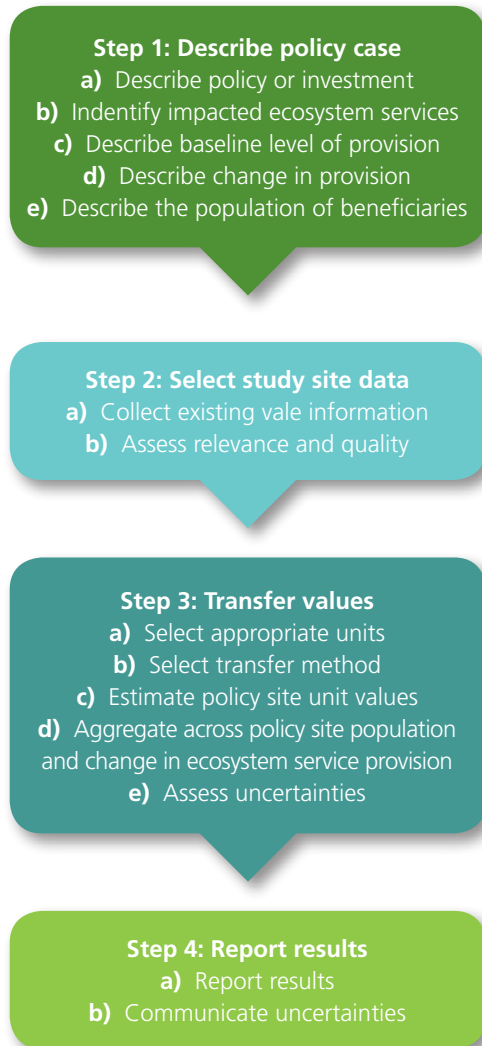 Step 1: Describe policy case
a) Describe policy or investment
b) Indentify impacted ecosystem services
c) Describe baseline level of provision
d) Describe change in provision
e) Describe the population of beneficiaries
Step 2: Select study site data
a) Collect existing vale information
b) Assess relevance and quality
Step 3: Transfer values
a) Select appropriate units
b) Select transfer method
c) Estimate policy site unit values
d) Aggregate across policy site population
and change in ecosystem service provision
e) Assess uncertainties
Step 4: Report results
a) Report results
b) Communicate uncertainties